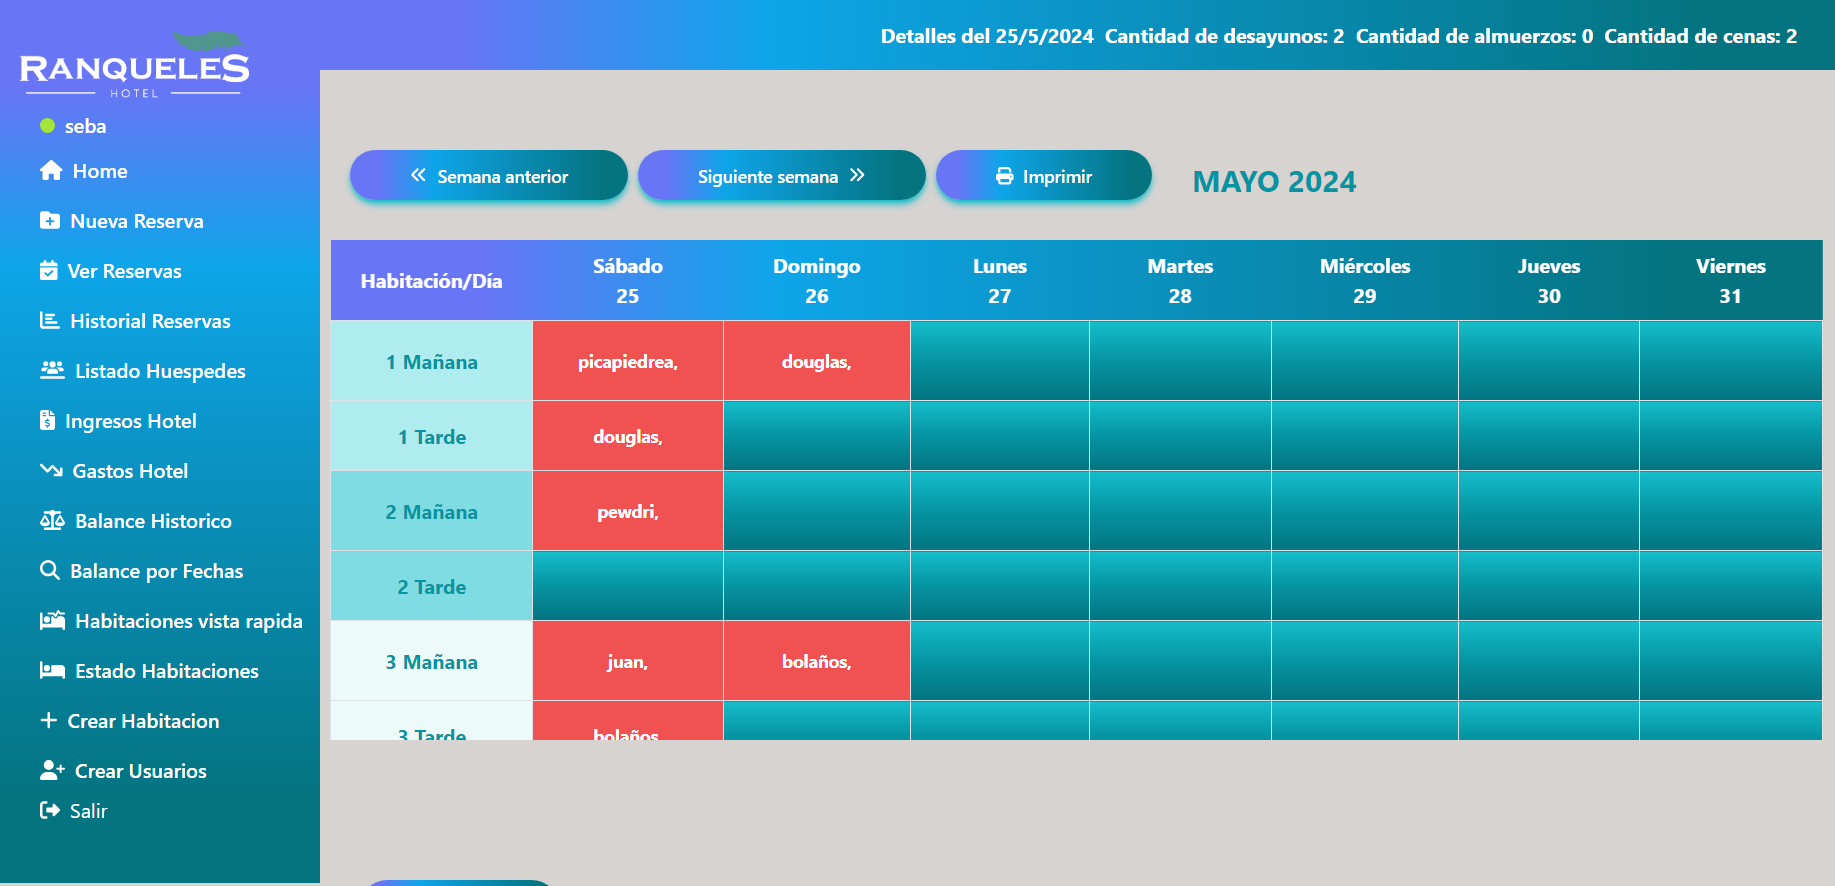 Detalles del 25/5/2024 Cantidad de desayunos: 2 Cantidad de almuerzos: 0 Cantidad de cenas: 2
RANQUELES
HOTEL
seba
Home
Nueva Reserva
Ver Reservas
Historial Reservas
Listado Huespedes
Ingresos Hotel
Gastos Hotel
Balance Historico
Balance por Fechas
Habitaciones vista rapida
Estado Habitaciones
Crear Habitacion
Crear Usuarios
Salir
Semana anterior
Siguiente semana
Imprimir
MAYO 2024
Habitación/Día
Sábado
25
Domingo
26
Lunes
27
Martes
28
Miércoles
29
Jueves
30
Viernes
31
1 Mañana picapiedrea, douglas,
1 Tarde douglas,
2 Mañana pewdri,
2 Tarde
3 Mañana juan, bolaños,
3 Tarde bolaños